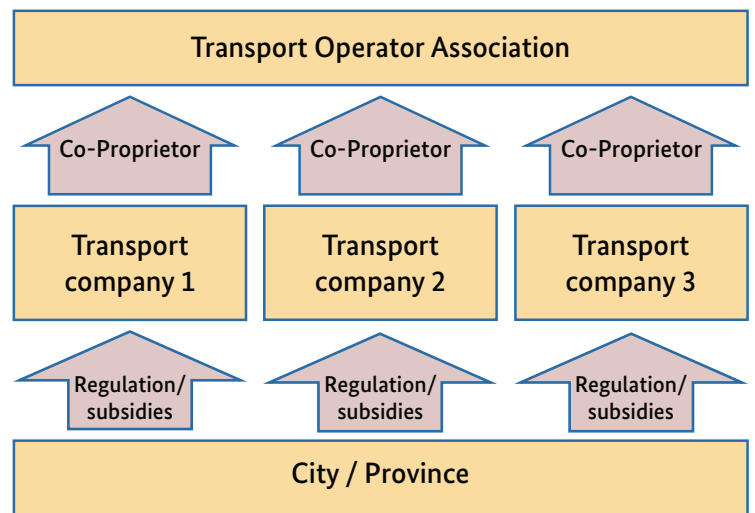 Transport Operator Association
Co-Proprietor
Co-Proprietor
Co-Proprietor
Transport
company 1
Transport
company 2
Transport
company 3
Regulation/
subsidies
Regulation/
subsidies
Regulation/
subsidies
City / Province